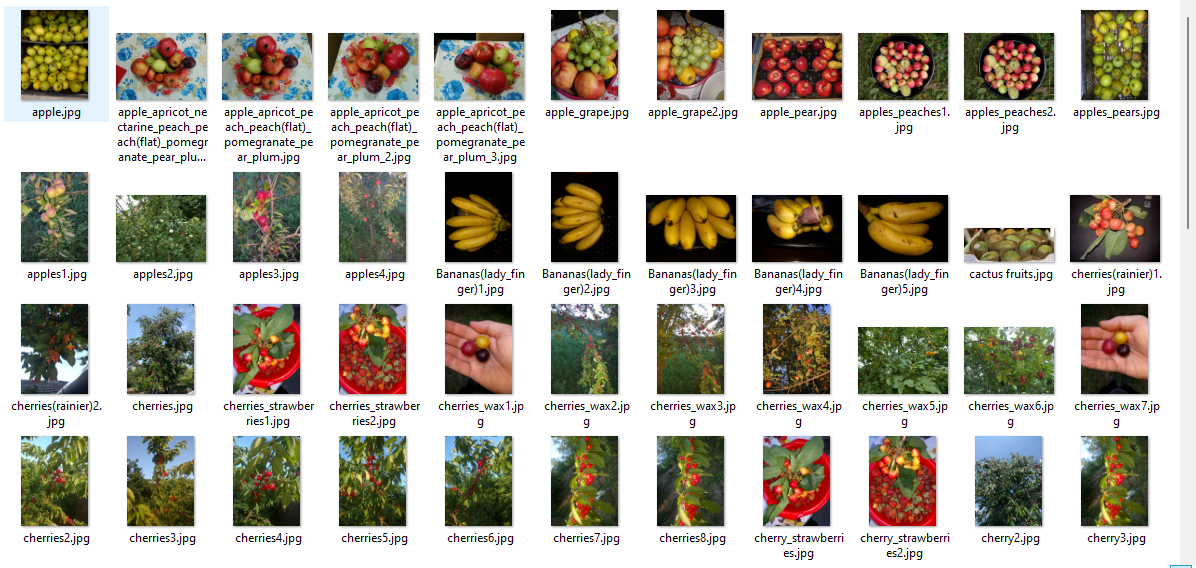 apple.jpg
apple_apricot_ne
ctarine_peach_pe
ach(flat)_pomegr
anate_pear_plu...
apple_apricot_pe
ach_peach(flat)_
pomegranate_pe
ar_plum.jpg
apple_apricot_pe
ach_peach(flat)_
pomegranate_pe
ar_plum_2.jpg
apple_apricot_pe
ach_peach(flat)_
pomegranate_pe
ar_plum_3.jpg
apple_grape.jpg
apple_grape2.jpg
apple_pear.jpg
apples_peaches1.
jpg
apples_peaches2.
jpg
apples_pears.jpg
apples1.jpg
apples2.jpg
apples3.jpg
apples4.jpg
Bananas(lady_fin
ger)1.jpg
Bananas(lady_fin
ger)2.jpg
Bananas(lady_fin
ger)3.jpg
Bananas(lady_fin
ger)4.jpg
Bananas(lady_fin
ger)5.jpg
cactus fruits.jpg
cherries(rainier)1.
jpg
cherries(rainier)2.
jpg
cherries.jpg
cherries_strawber
ries1.jpg
cherries_strawber
ries2.jpg
cherries_wax1.jp
g
cherries_wax2.jp
g
cherries_wax3.jp
g
cherries_wax4.jp
g
cherries_wax5.jp
g
cherries_wax6.jp
g
cherries_wax7.jp
g
cherries2.jpg
cherries3.jpg
cherries4.jpg
cherries5.jpg
cherries6.jpg
cherries7.jpg
cherries8.jpg
cherry_strawberri
es.jpg
cherry_strawberri
es2.jpg
cherry2.jpg
cherry3.jpg